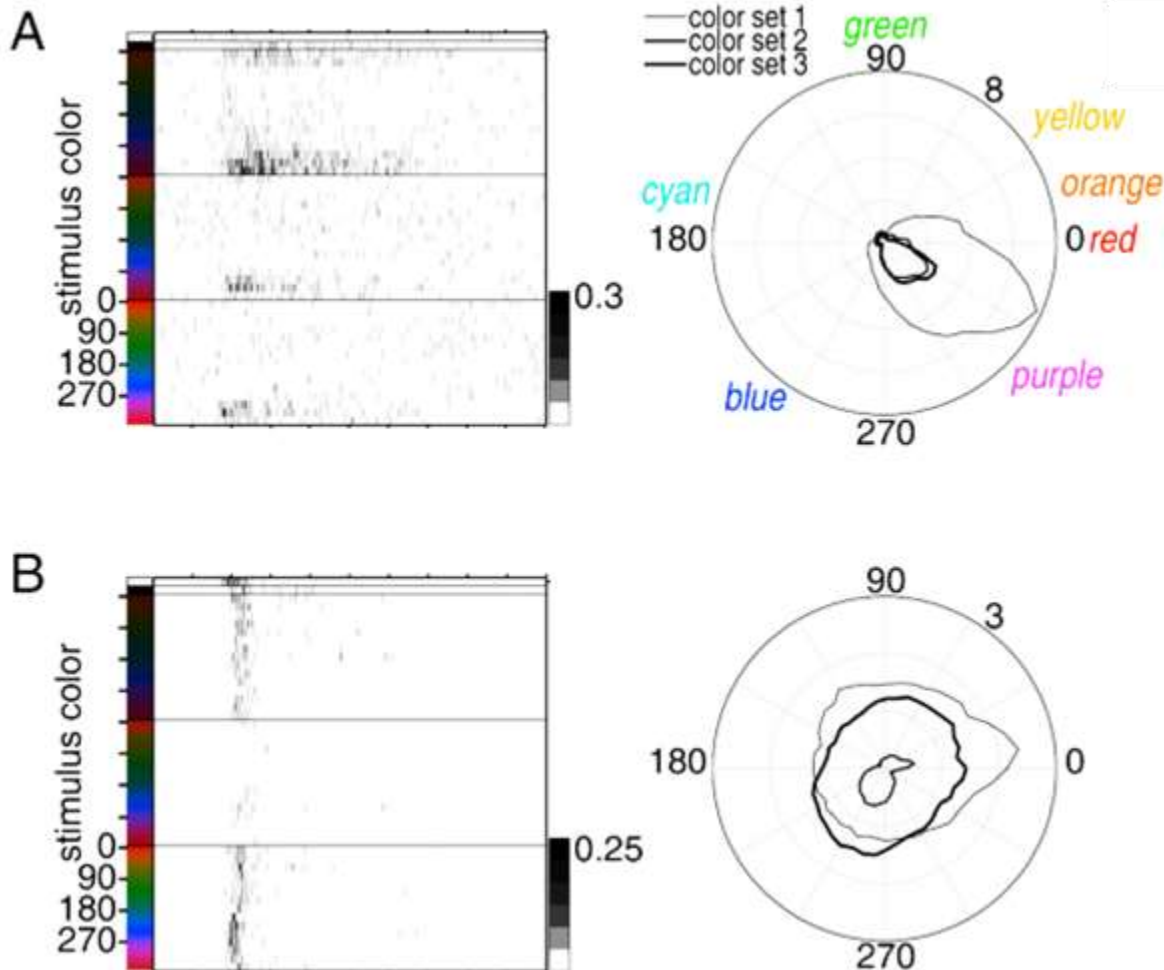 A
color set 1
color set 2
color set 3
green
90
8
yellow
orange
0 red
cyan
180
purple
blue
270
stimulus color
0
90
180
270
0.3
B
stimulus color
0
90
180
270
0.25
90
3
180
0
270